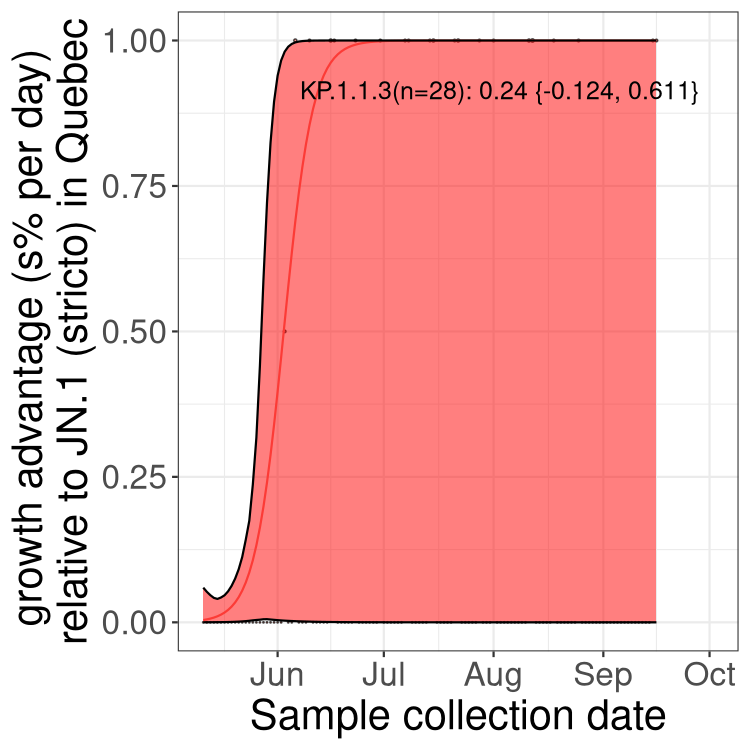 growth advantage (s% per day)
relative to JN.1 (stricto) in Quebec
1.00
0.75
0.50
0.25
0.00
KP.1.1.3(n=28): 0.24 {-0.124, 0.611}
Jun Jul Aug Sep Oct
Sample collection date